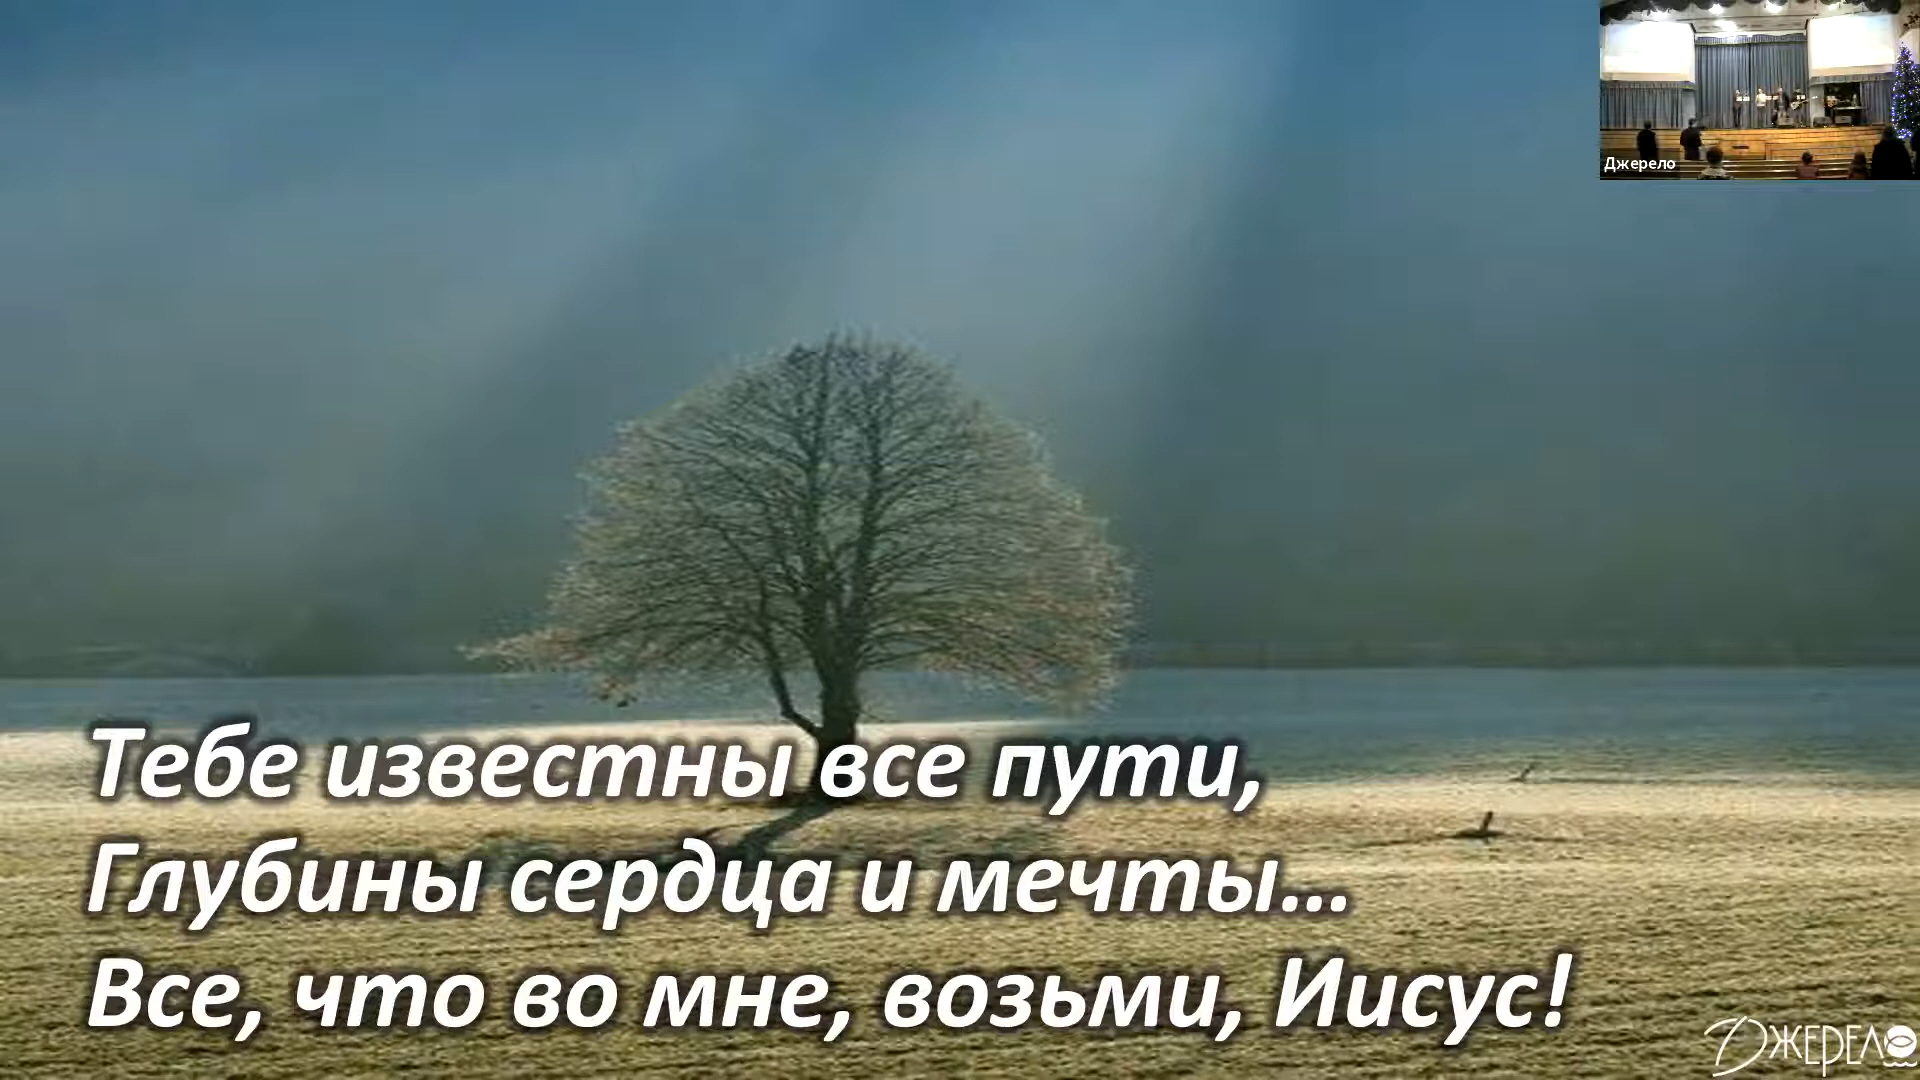 Джерело
Тебе известны все пути,
Глубины сердца и мечты...
Все, что во мне, возьми, Иисус!
ДЖЕРЕЛО